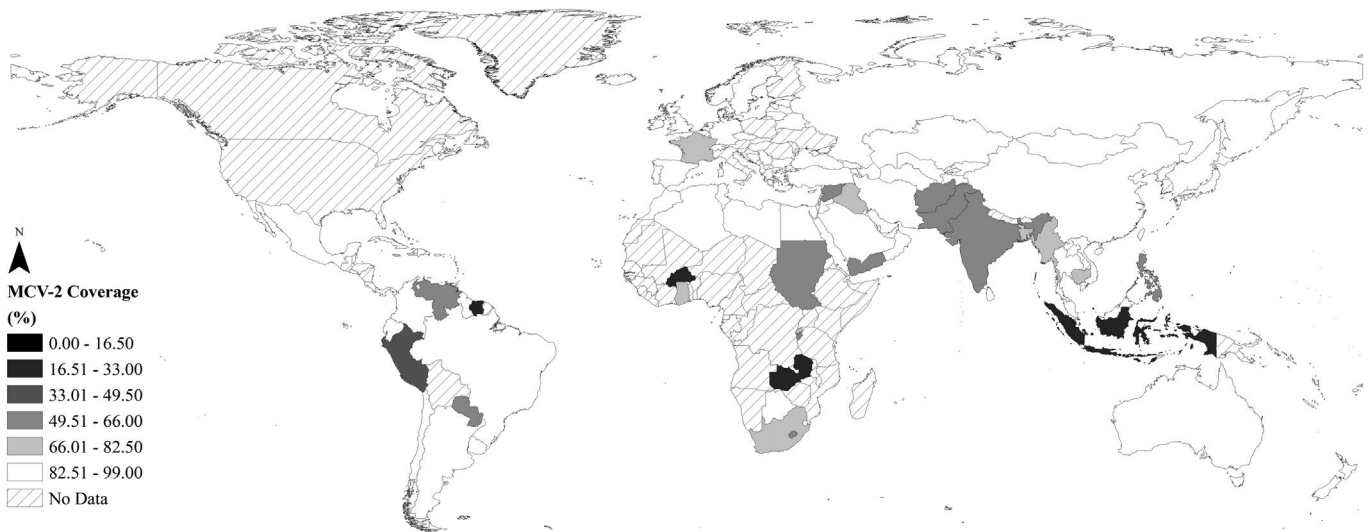 N
MCV-2 Coverage
(%)
0.00 - 16.50
16.51 - 33.00
33.01 - 49.50
49.51 - 66.00
66.01 - 82.50
82.51 - 99.00
No Data